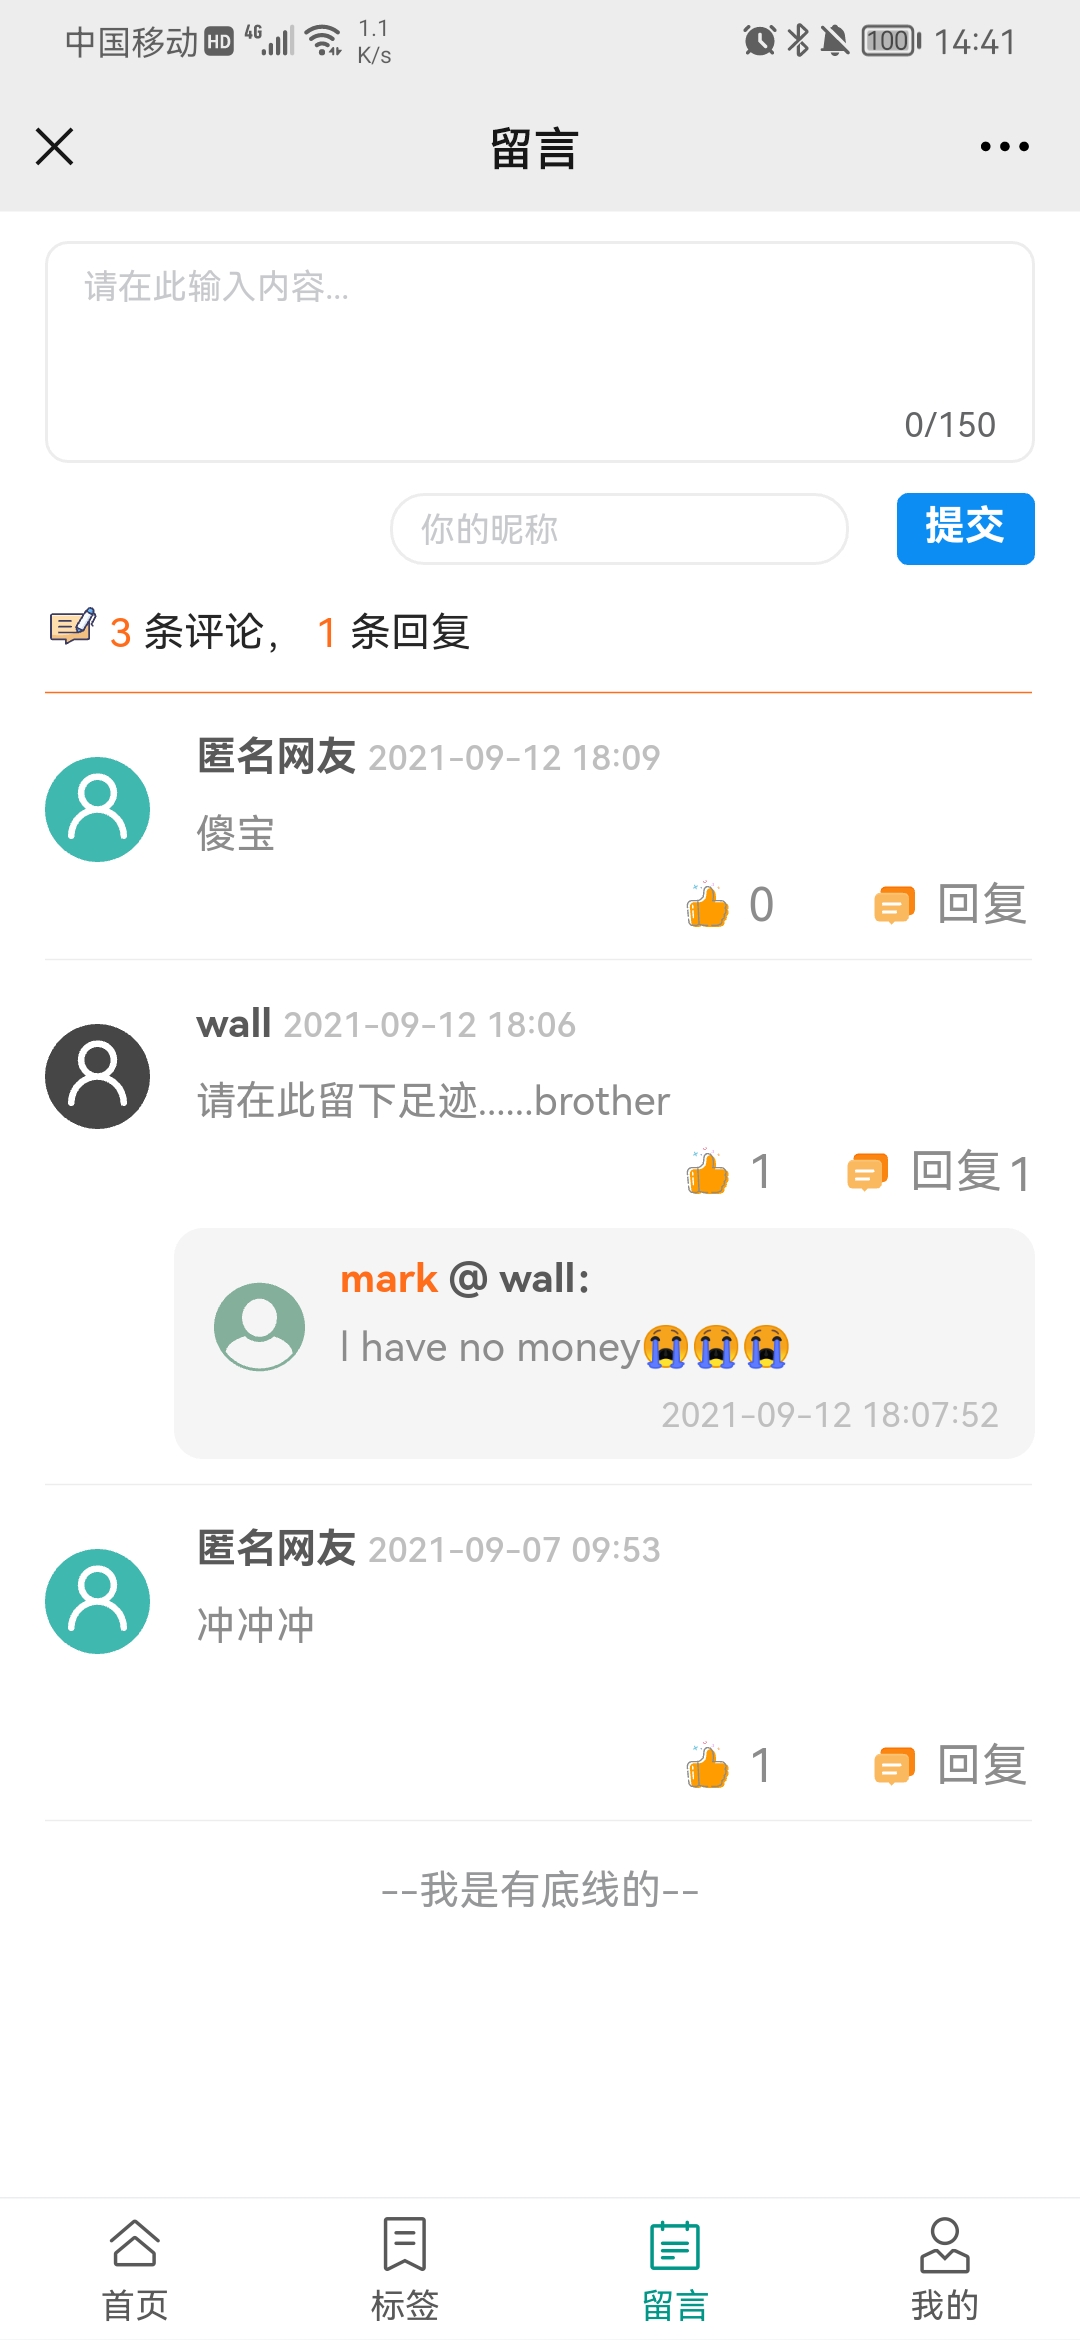 中国移动 HD 4G 1.1 K/s 100 14:41
留言
请在此输入内容...
0/150
你的昵称 提交
3 条评论， 1 条回复
匿名网友 2021-09-12 18:09
傻宝
0 回复
wall 2021-09-12 18:06
请在此留下足迹......brother
1 回复1
mark @ wall:
I have no money😭😭😭
2021-09-12 18:07:52
匿名网友 2021-09-07 09:53
冲冲冲
1 回复
--我是有底线的--
首页 标签 留言 我的